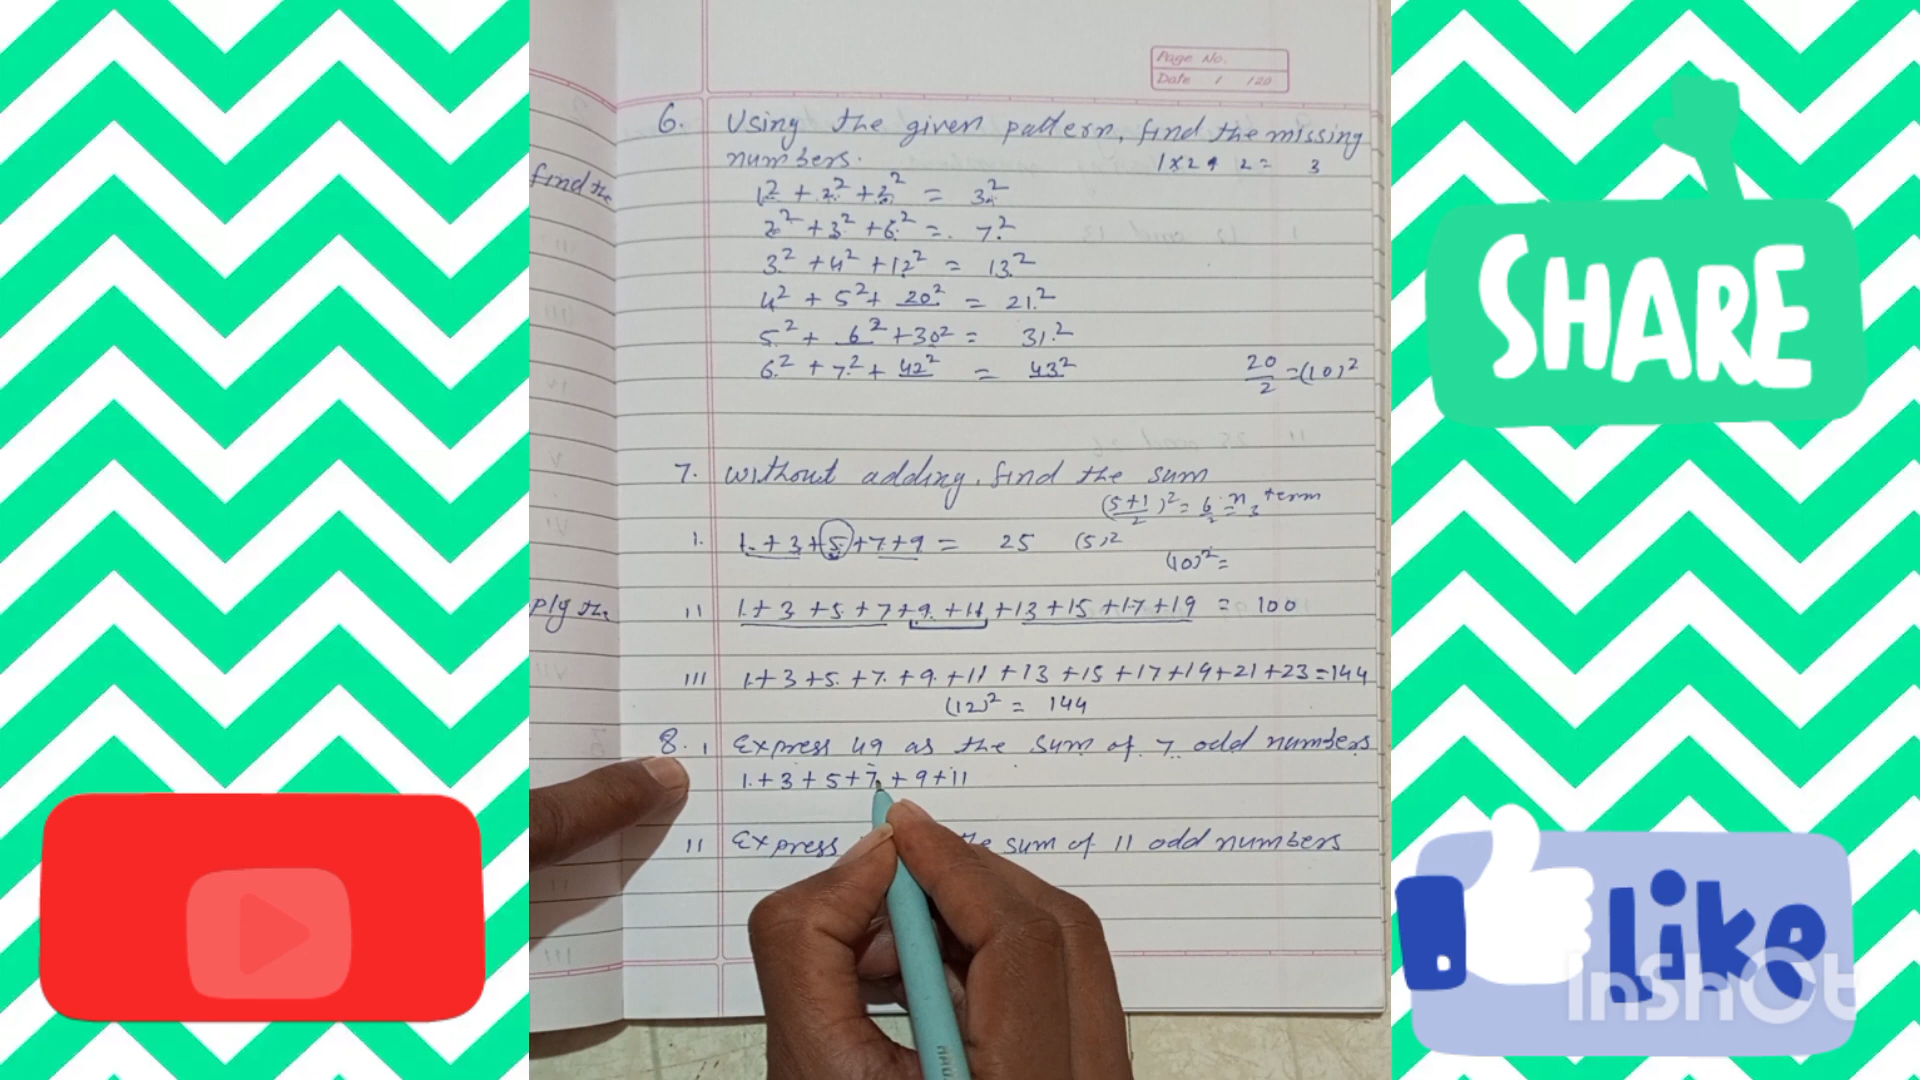 Page No.
Date / /20
6. Using the given pattern, find the missing
numbers. 1×2 2 = 3
1² + 2² + 2² = 3²
2² + 3² + 6² = 7²
3² + 4² + 12² = 13²
4² + 5² + 20² = 21²
5² + 6² + 30² = 31²
6² + 7² + 42² = 43²
20/2 = (10)²
7. Without adding, find the sum
(5+1/2)² = 6/2 = n 3 term
i. 1 + 3 + 5 + 7 + 9 = 25 (5)²
(10)² =
ii 1 + 3 + 5 + 7 + 9 + 11 + 13 + 15 + 17 + 19 = 100
iii 1 + 3 + 5 + 7 + 9 + 11 + 13 + 15 + 17 + 19 + 21 + 23 = 144
(12)² = 144
8. i Express 49 as the sum of 7 odd numbers
1 + 3 + 5 + 7 + 9 + 11
ii Express sum of 11 odd numbers
find the
ply the
SHARE
Like
InShOt